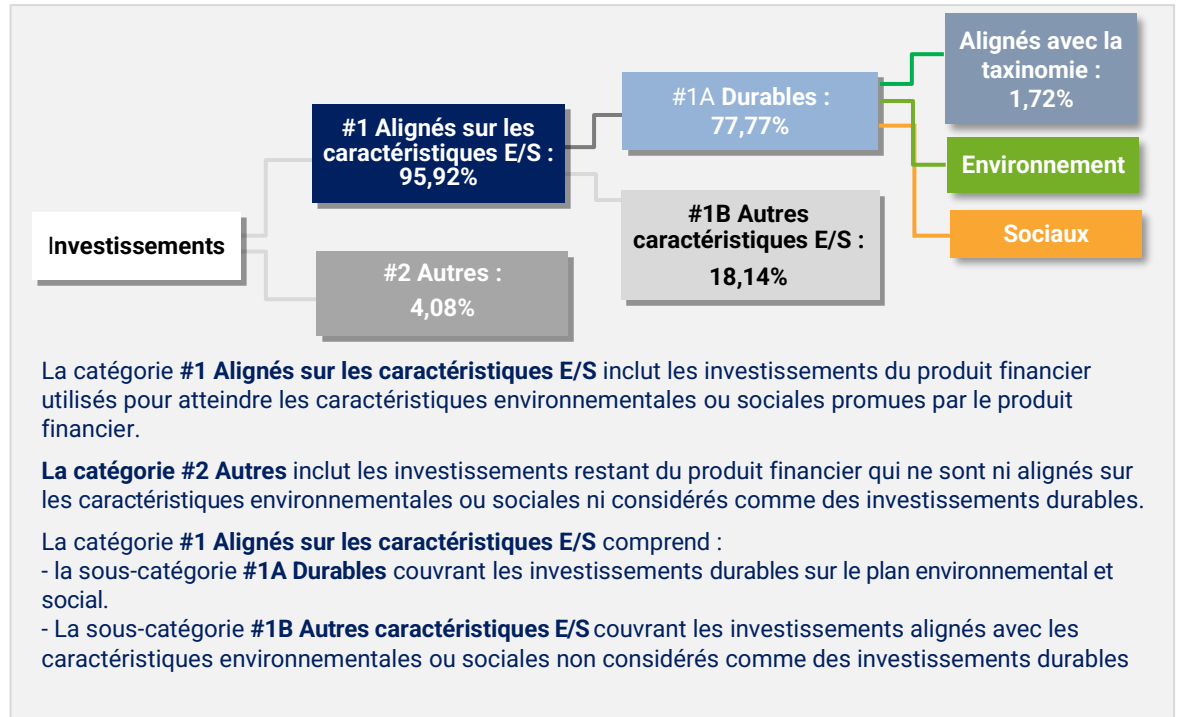 Investissements
#1 Alignés sur les
caractéristiques E/S :
95,92%
#2 Autres :
4,08%
#1A Durables :
77,77%
#1B Autres
caractéristiques E/S :
18,14%
Alignés avec la
taxinomie :
1,72%
Environnement
Sociaux
La catégorie #1 Alignés sur les caractéristiques E/S inclut les investissements du produit financier
utilisés pour atteindre les caractéristiques environnementales ou sociales promues par le produit
financier.
La catégorie #2 Autres inclut les investissements restant du produit financier qui ne sont ni alignés sur
les caractéristiques environnementales ou sociales ni considérés comme des investissements durables.
La catégorie #1 Alignés sur les caractéristiques E/S comprend :
- la sous-catégorie #1A Durables couvrant les investissements durables sur le plan environnemental et
social.
- La sous-catégorie #1B Autres caractéristiques E/S couvrant les investissements alignés avec les
caractéristiques environnementales ou sociales non considérés comme des investissements durables